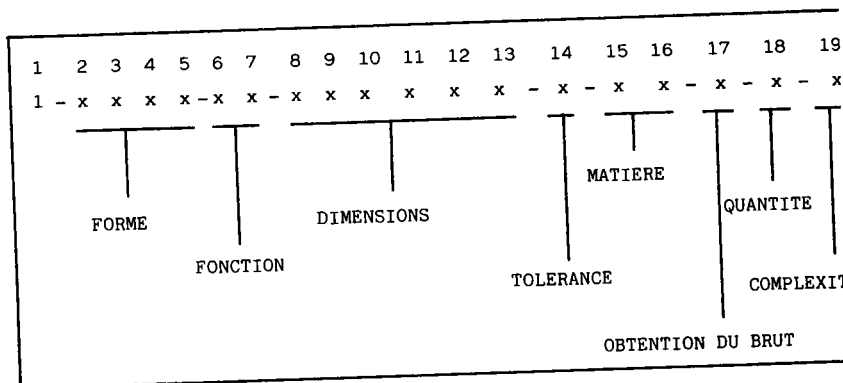 1 2 3 4 5 6 7 8 9 10 11 12 13 14 15 16 17 18 19
1 - x x x x - x x - x x x x x x - x - x x - x - x - x
MATIERE
FORME DIMENSIONS QUANTITE
FONCTION TOLERANCE COMPLEXIT
OBTENTION DU BRUT